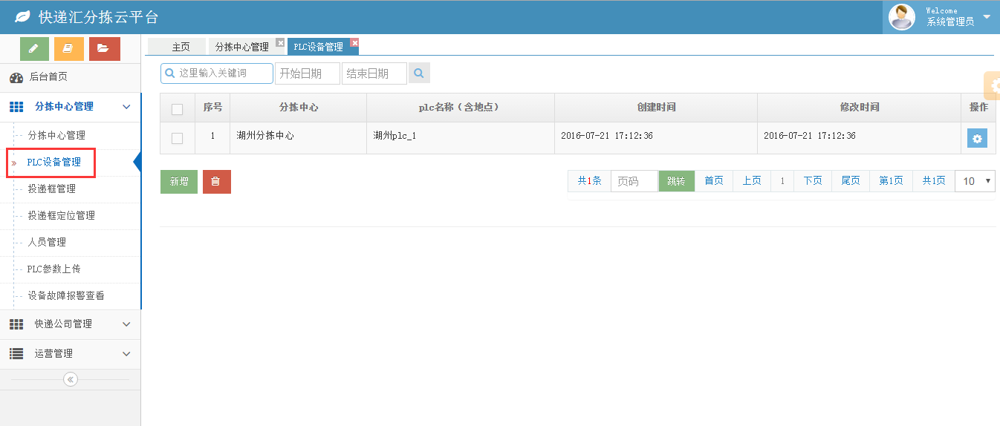 快递汇分拣云平台
Welcome
系统管理员
主页 分拣中心管理 PLC设备管理
后台首页
分拣中心管理
分拣中心管理
PLC设备管理
投递框管理
投递框定位管理
人员管理
PLC参数上传
设备故障报警查看
快递公司管理
运营管理
这里输入关键词 开始日期 结束日期
序号 分拣中心 plc名称(含地点) 创建时间 修改时间 操作
1 湖州分拣中心 湖州plc_1 2016-07-21 17:12:36 2016-07-21 17:12:36
新增 共1条 页码 跳转 首页 上页 1 下页 尾页 第1页 共1页 10